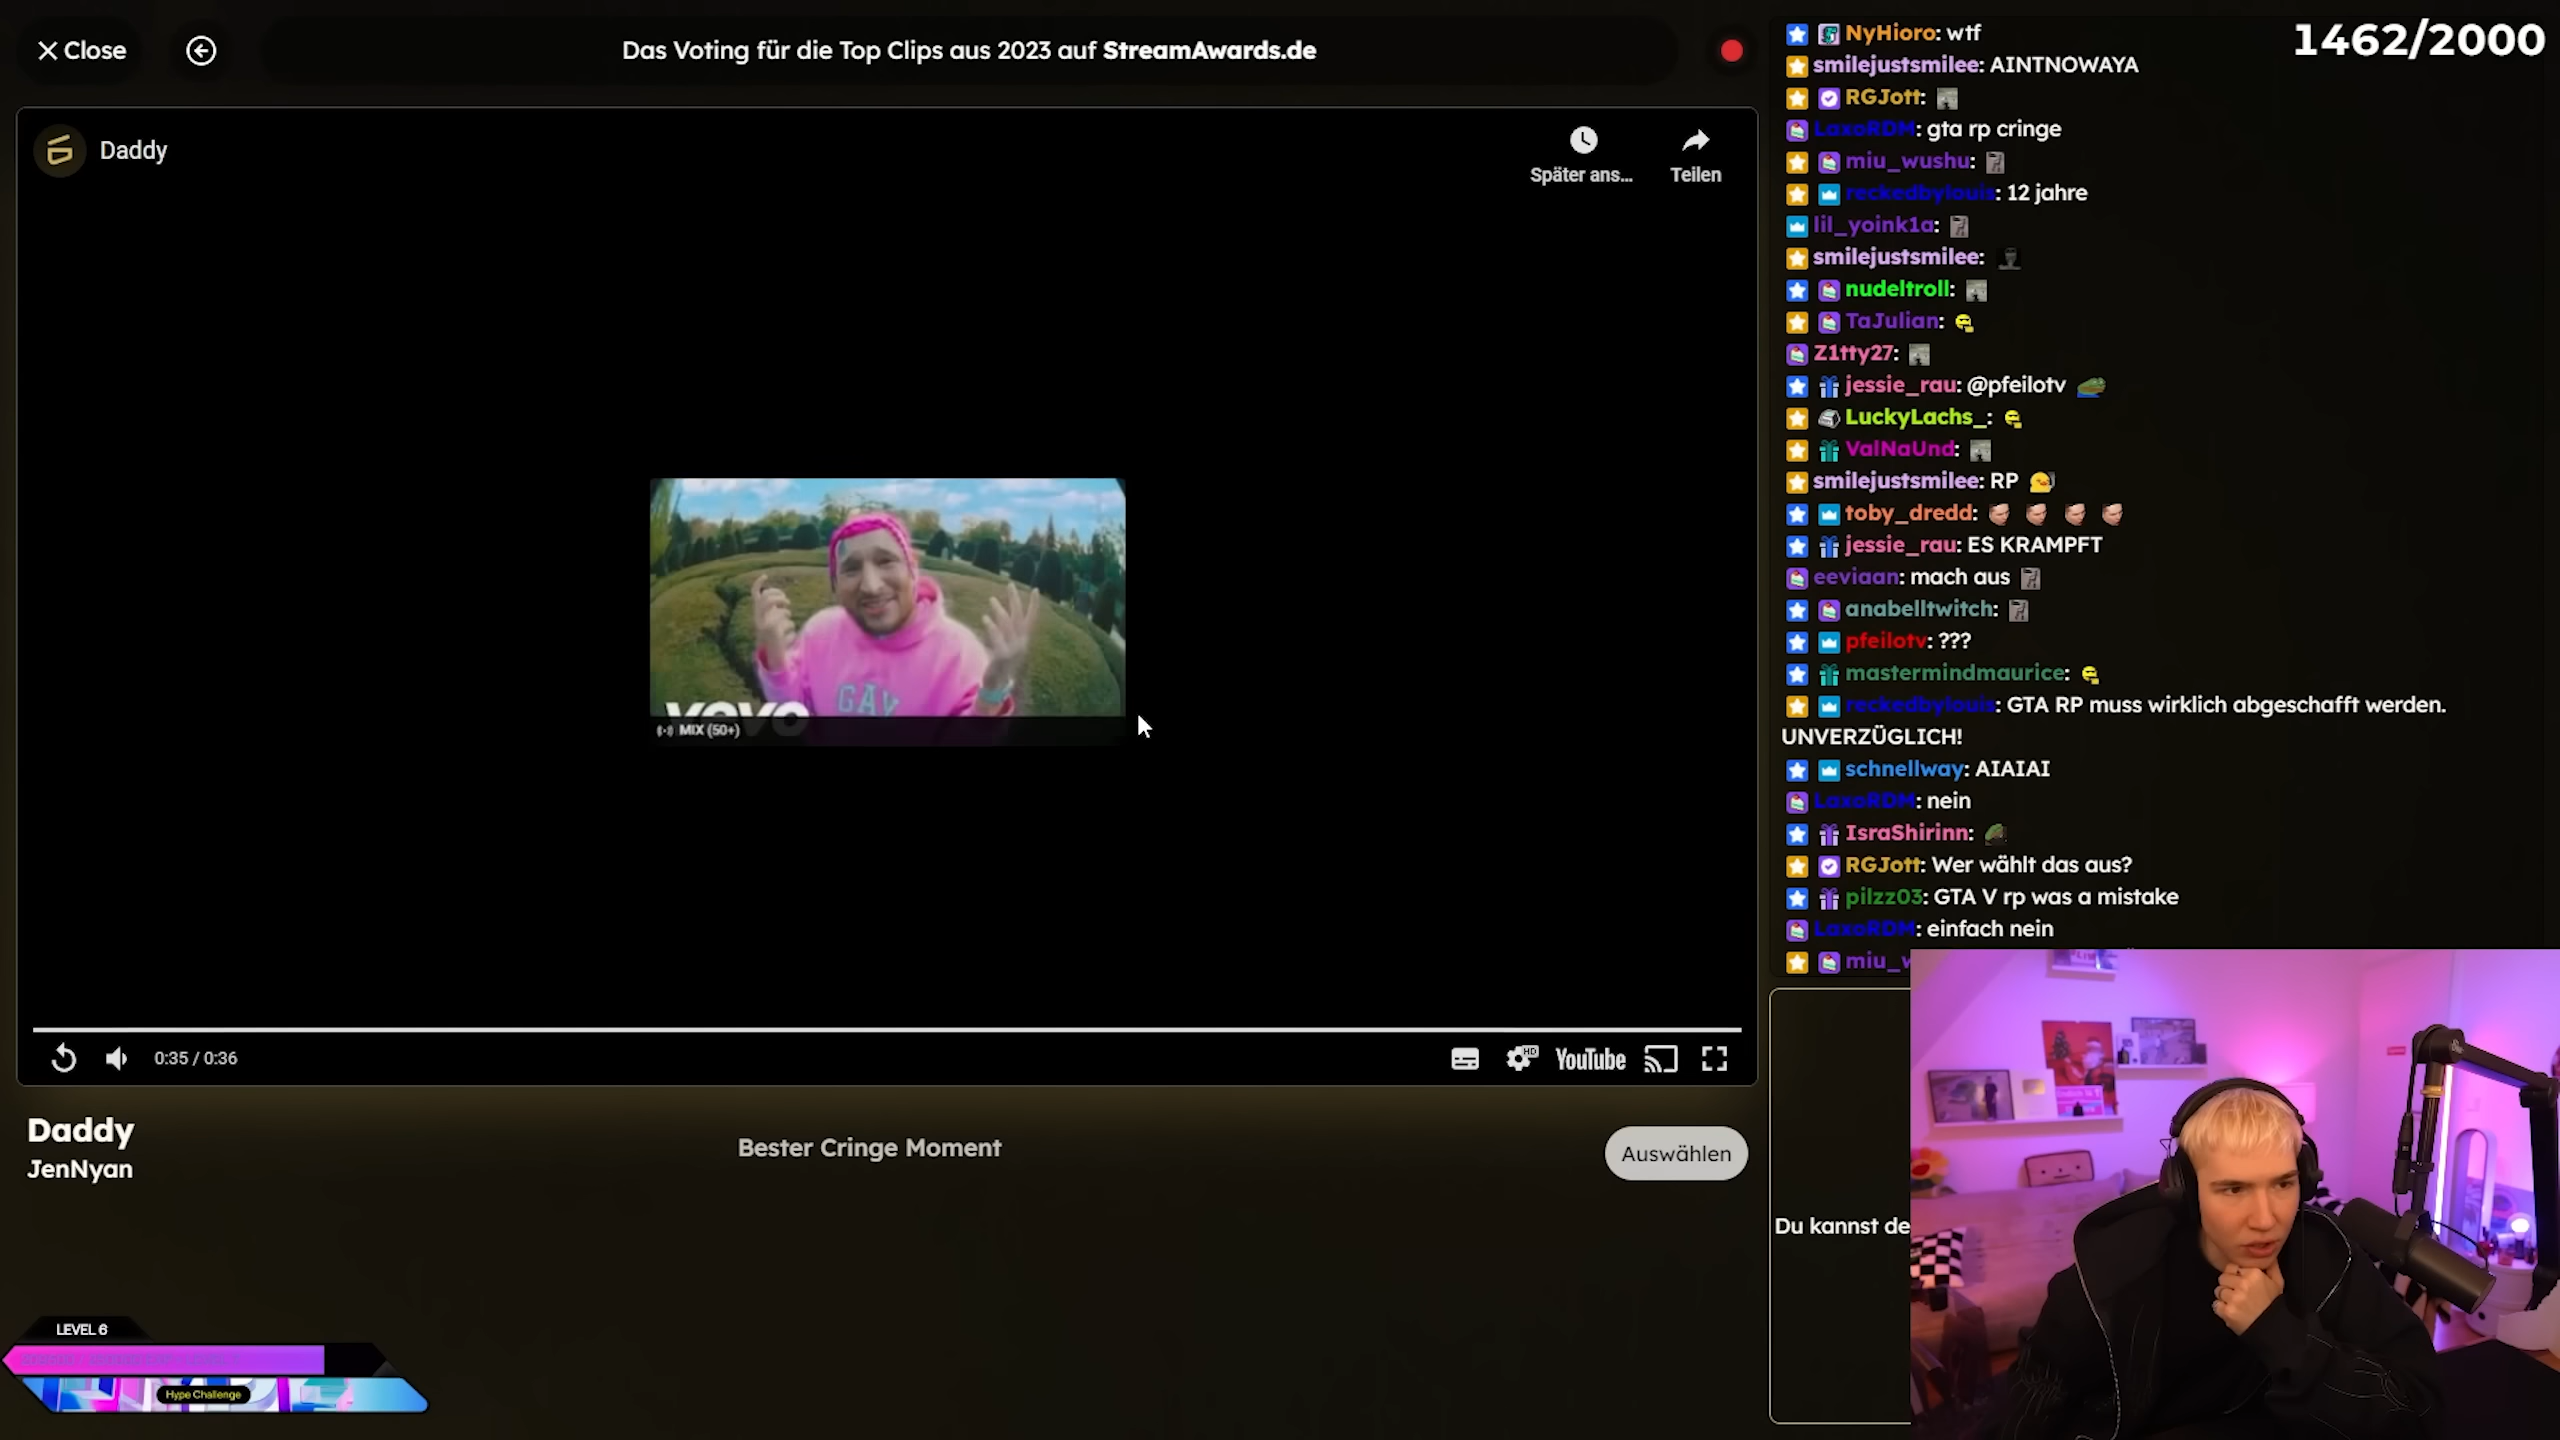 Close
Das Voting für die Top Clips aus 2023 auf StreamAwards.de
1462/2000
Daddy
Später ans...
Teilen
GAY
vevo
MIX (50+)
0:35 / 0:36
HD
YouTube
Daddy
JenNyan
Bester Cringe Moment
Auswählen
LEVEL 6
Hype Challenge
NyHioro: wtf
smilejustsmilee: AINTNOWAYA
RGJott:
LaxoRDM: gta rp cringe
miu_wushu:
reckedbylouis: 12 jahre
lil_yoink1a:
smilejustsmilee:
nudeltroll:
TaJulian:
Z1tty27:
jessie_rau: @pfeilotv
LuckyLachs_:
ValNaUnd:
smilejustsmilee: RP
toby_dredd:
jessie_rau: ES KRAMPFT
eeviaan: mach aus
anabelltwitch:
pfeilotv: ???
mastermindmaurice:
reckedbylouis: GTA RP muss wirklich abgeschafft werden.
UNVERZÜGLICH!
schnellway: AIAIAI
LaxoRDM: nein
IsraShirinn:
RGJott: Wer wählt das aus?
pilzz03: GTA V rp was a mistake
LaxoRDM: einfach nein
miu_w
Du kannst de